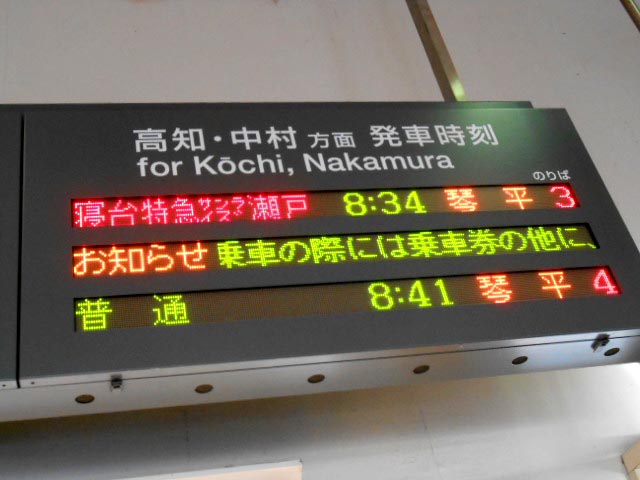 高知・中村 方面 発車時刻
for Kōchi, Nakamura
のりば
寝台特急サンライズ瀬戸 8:34 琴平 3
お知らせ 乗車の際には乗車券の他に、
普通 8:41 琴平 4